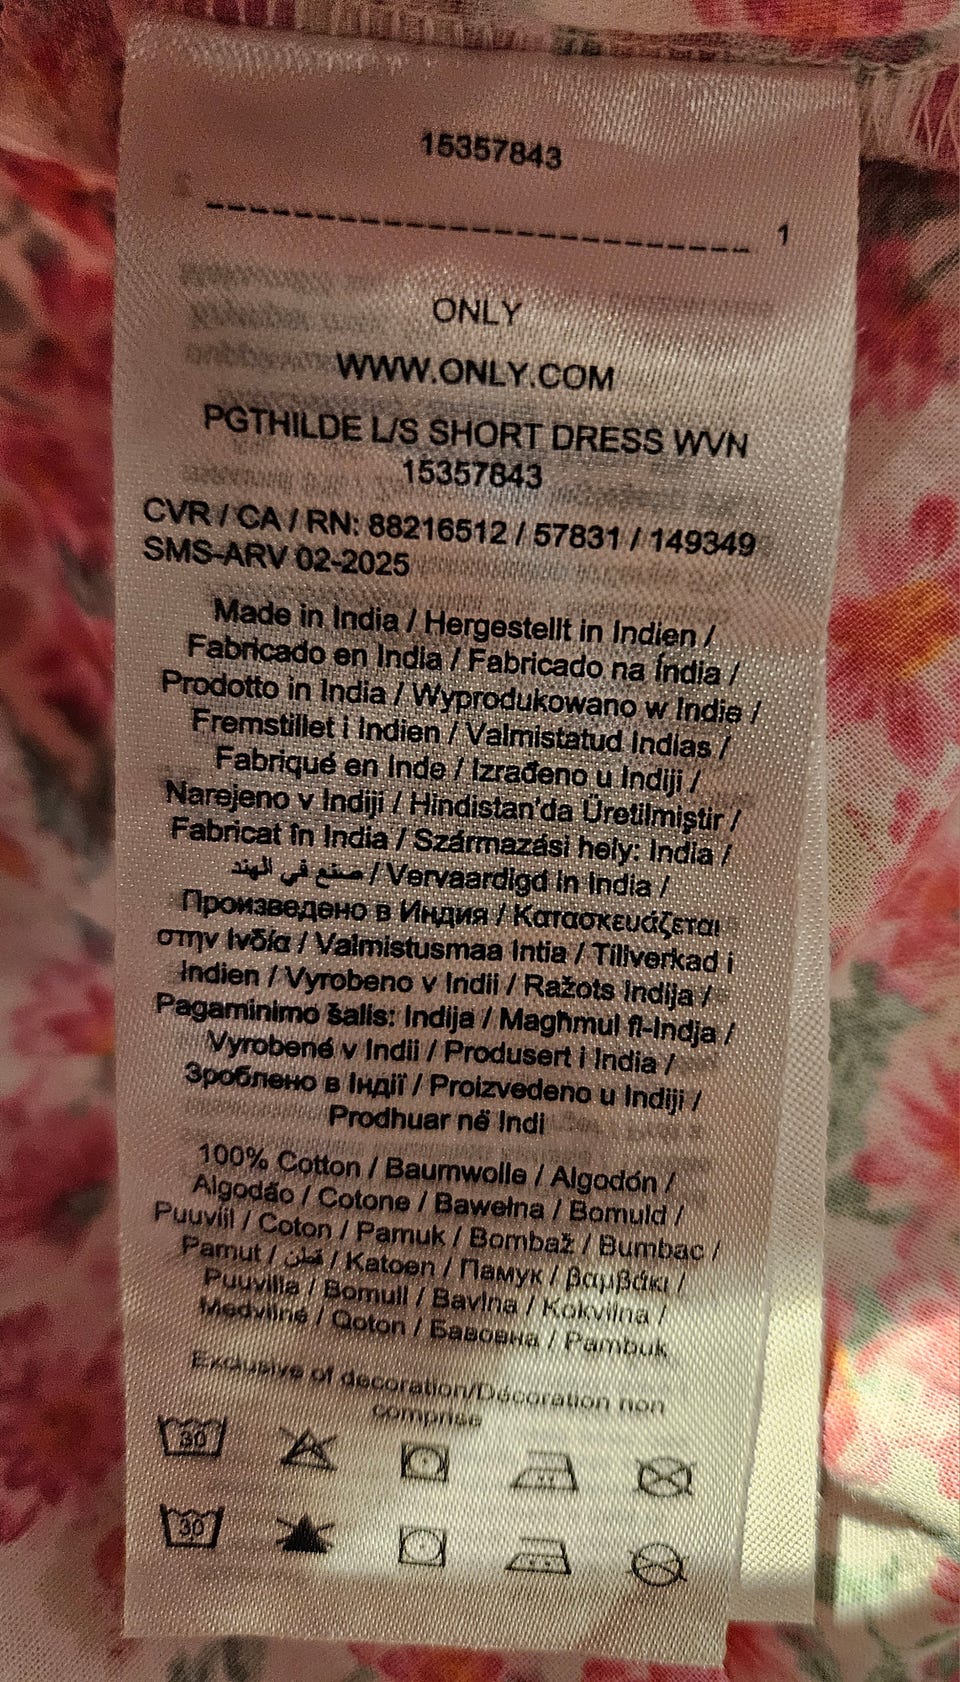 15357843
1
ONLY
WWW.ONLY.COM
PGTHILDE L/S SHORT DRESS WVN
15357843
CVR / CA / RN: 88216512 / 57831 / 149349
SMS-ARV 02-2025
Made in India / Hergestellt in Indien /
Fabricado en India / Fabricado na Índia /
Prodotto in India / Wyprodukowano w Indie /
Fremstillet i Indien / Valmistatud Indias /
Fabriqué en Inde / Izrađeno u Indiji /
Narejeno v Indiji / Hindistan'da Üretilmiştir /
Fabricat în India / Származási hely: India /
صنع في الهند / Vervaardigd in India /
Произведено в Индия / Κατασκευάζεται
στην Ινδία / Valmistusmaa Intia / Tillverkad i
Indien / Vyrobeno v Indii / Ražots Indija /
Pagaminimo šalis: Indija / Magħmul fl-Indja /
Vyrobené v Indii / Produsert i India /
Зроблено в Індії / Proizvedeno u Indiji /
Prodhuar në Indi
100% Cotton / Baumwolle / Algodón /
Algodão / Cotone / Bawełna / Bomuld /
Puuviil / Coton / Pamuk / Bombaž / Bumbac /
Pamut / قطن / Katoen / Памук / βαμβάκι /
Puuvilla / Bomull / Bavlna / Kokvilna /
Medvilnė / Qoton / Бавовна / Pambuk
Exclusive of decoration/Décoration non
comprise
30
30